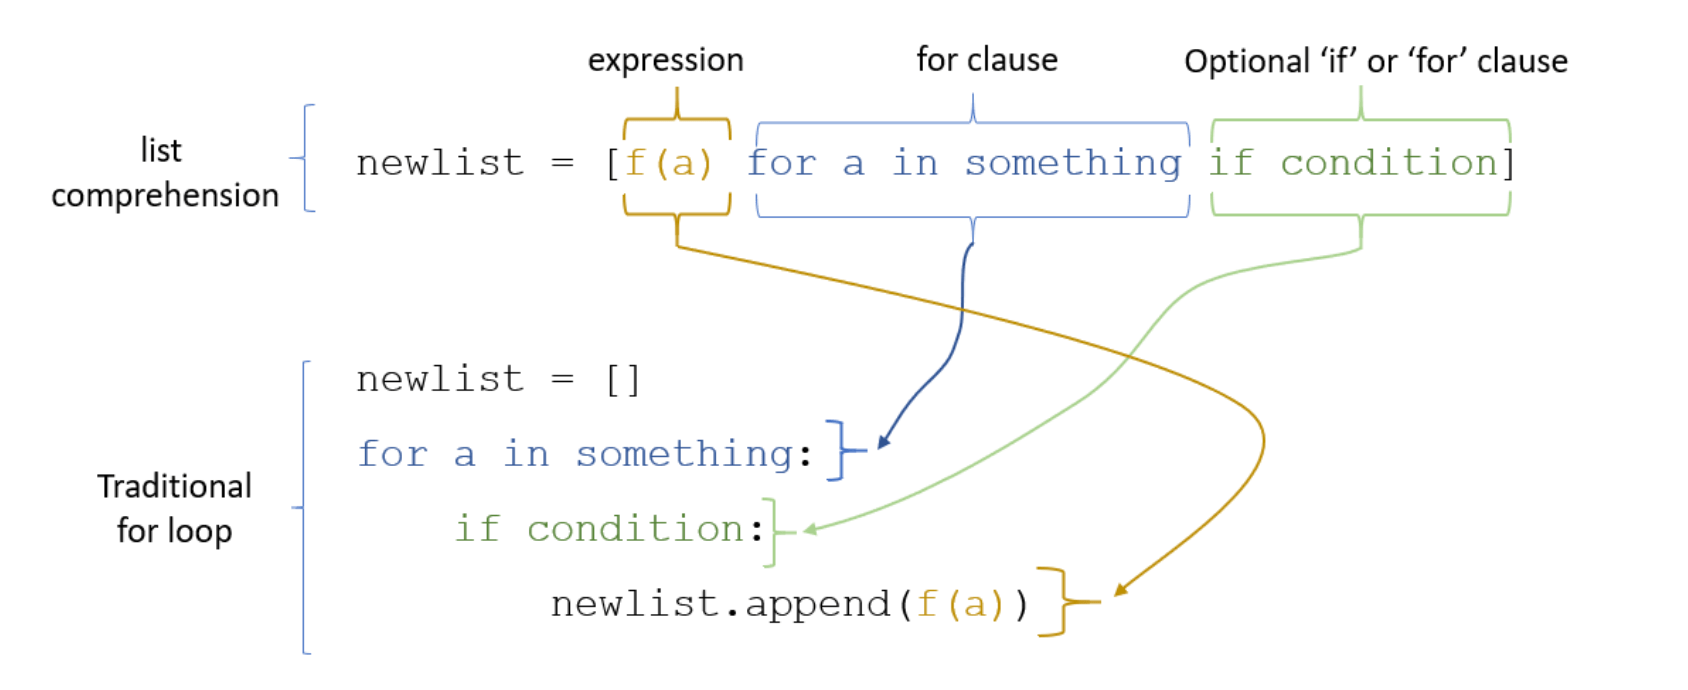 expression
for clause
Optional ‘if’ or ‘for’ clause
list
comprehension
newlist = [f(a) for a in something if condition]
newlist = []
for a in something:
Traditional
for loop
if condition:
newlist.append(f(a))